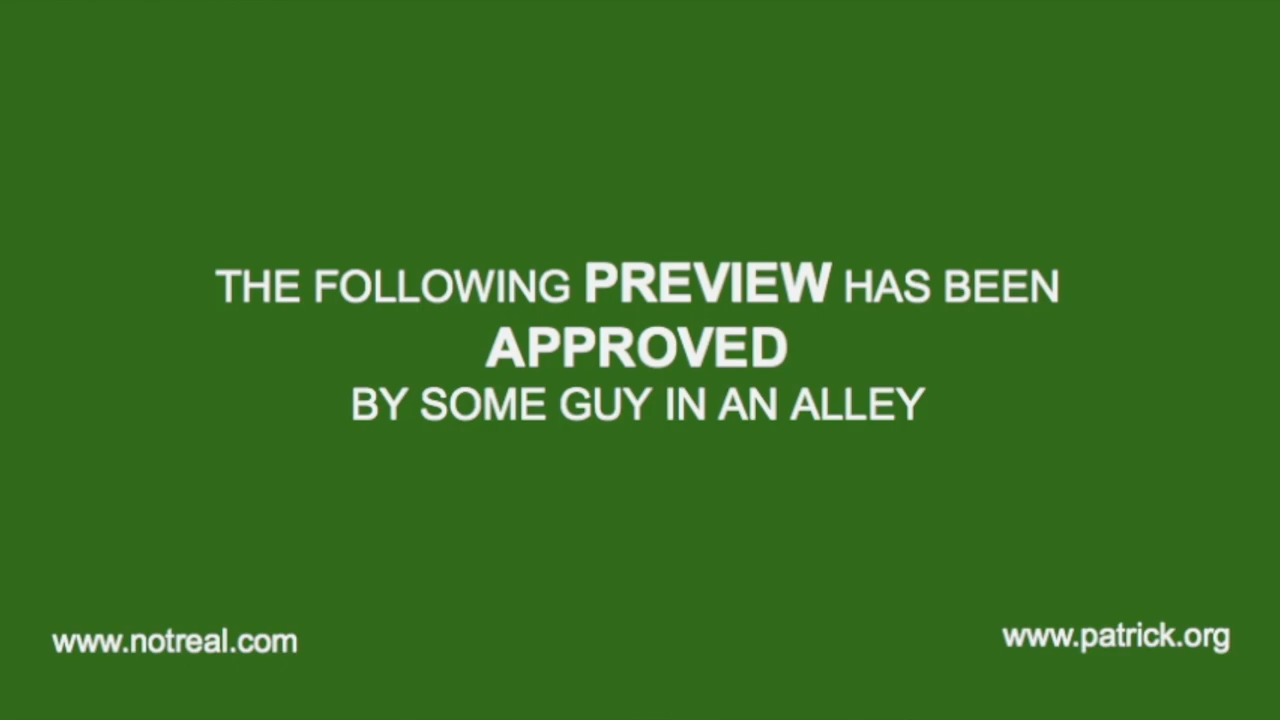 THE FOLLOWING PREVIEW HAS BEEN
APPROVED
BY SOME GUY IN AN ALLEY
www.notreal.com
www.patrick.org